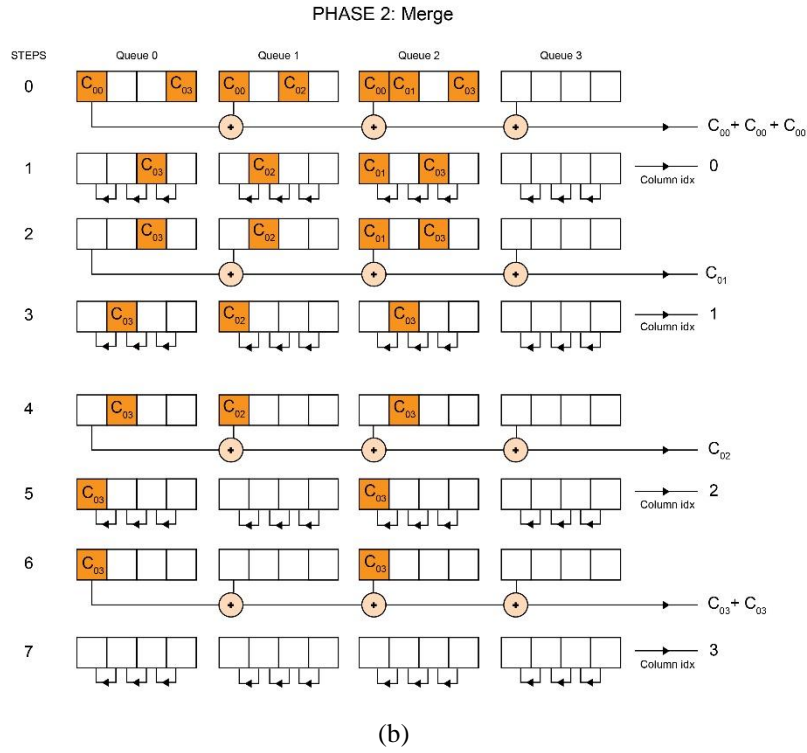 PHASE 2: Merge
STEPS Queue 0 Queue 1 Queue 2 Queue 3
0 C₀₀ C₀₃ C₀₀ C₀₂ C₀₀ C₀₁ C₀₃
+ + + C₀₀ + C₀₀ + C₀₀
1 C₀₃ C₀₂ C₀₁ C₀₃ 0
Column idx
2 C₀₃ C₀₂ C₀₁ C₀₃
+ + + C₀₁
3 C₀₃ C₀₂ C₀₃ 1
Column idx
4 C₀₃ C₀₂ C₀₃
+ + + C₀₂
5 C₀₃ C₀₃ 2
Column idx
6 C₀₃ C₀₃
+ + + C₀₃ + C₀₃
7 3
Column idx
(b)